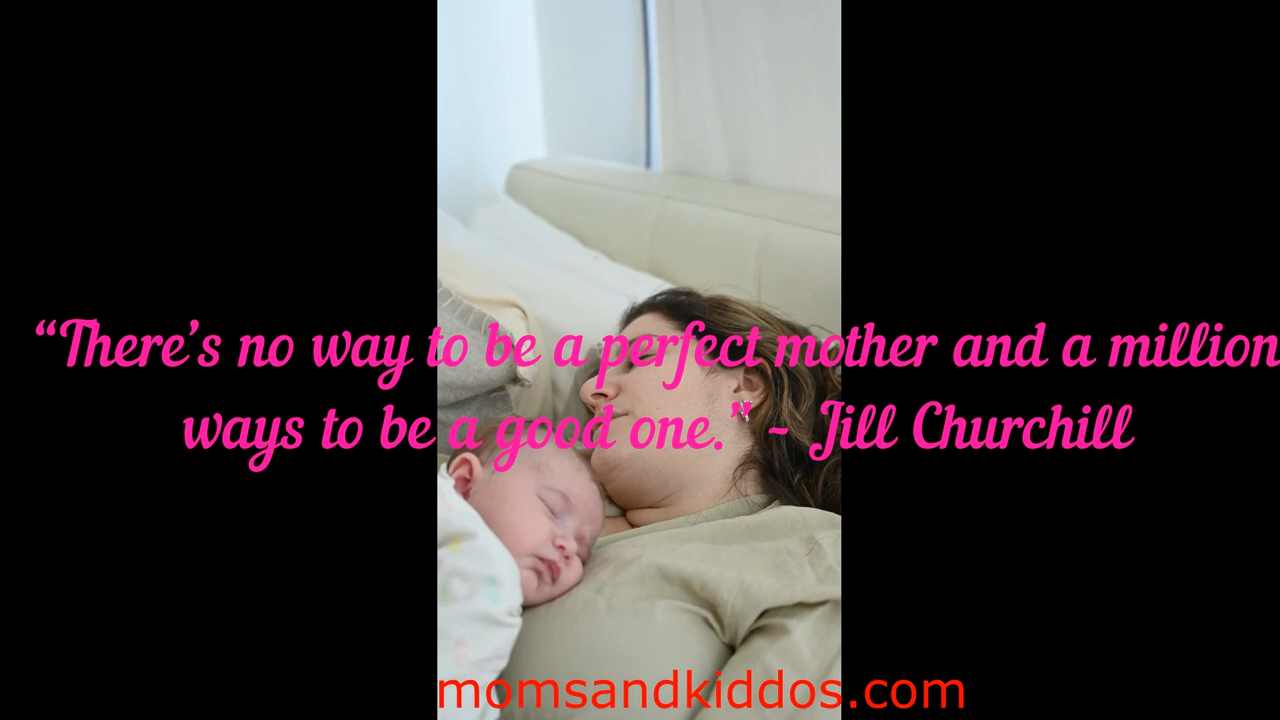 “There’s no way to be a perfect mother and a million
ways to be a good one.” ~ Jill Churchill
momsandkiddos.com